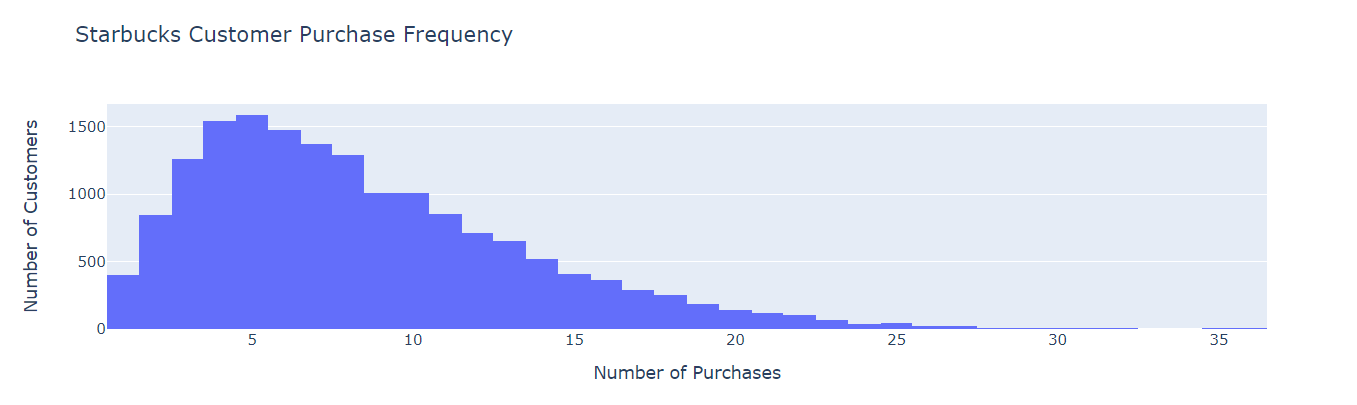 Starbucks Customer Purchase Frequency
Number of Customers
1500
1000
500
0
5 10 15 20 25 30 35
Number of Purchases